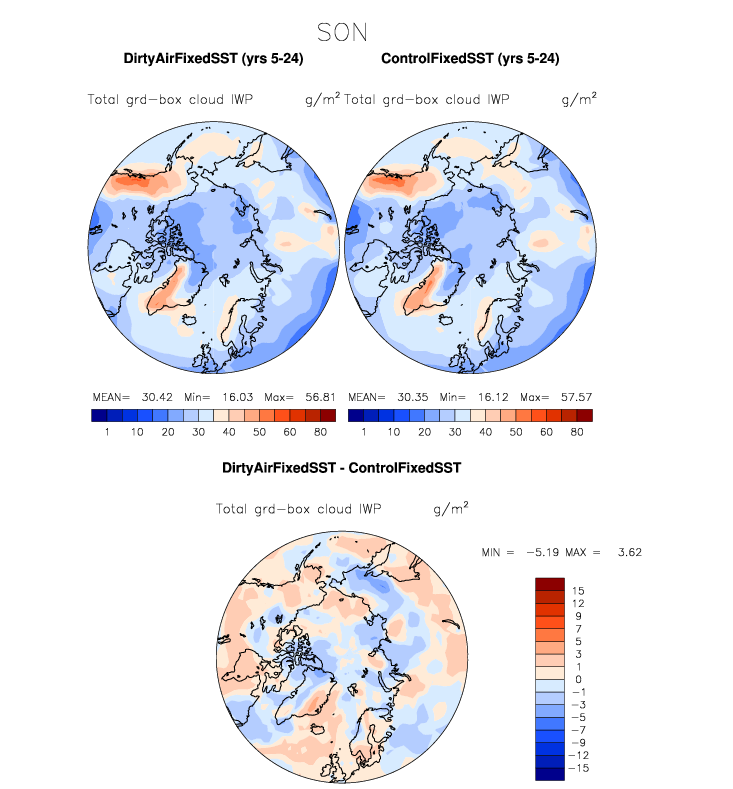 SON
DirtyAirFixedSST (yrs 5-24) ControlFixedSST (yrs 5-24)
Total grd-box cloud IWP g/m² Total grd-box cloud IWP g/m²
MEAN= 30.42 Min= 16.03 Max= 56.81 MEAN= 30.35 Min= 16.12 Max= 57.57
1 10 20 30 40 50 60 80 1 10 20 30 40 50 60 80
DirtyAirFixedSST - ControlFixedSST
Total grd-box cloud IWP g/m²
MIN = -5.19 MAX = 3.62
15
12
9
7
5
3
1
0
-1
-3
-5
-7
-9
-12
-15